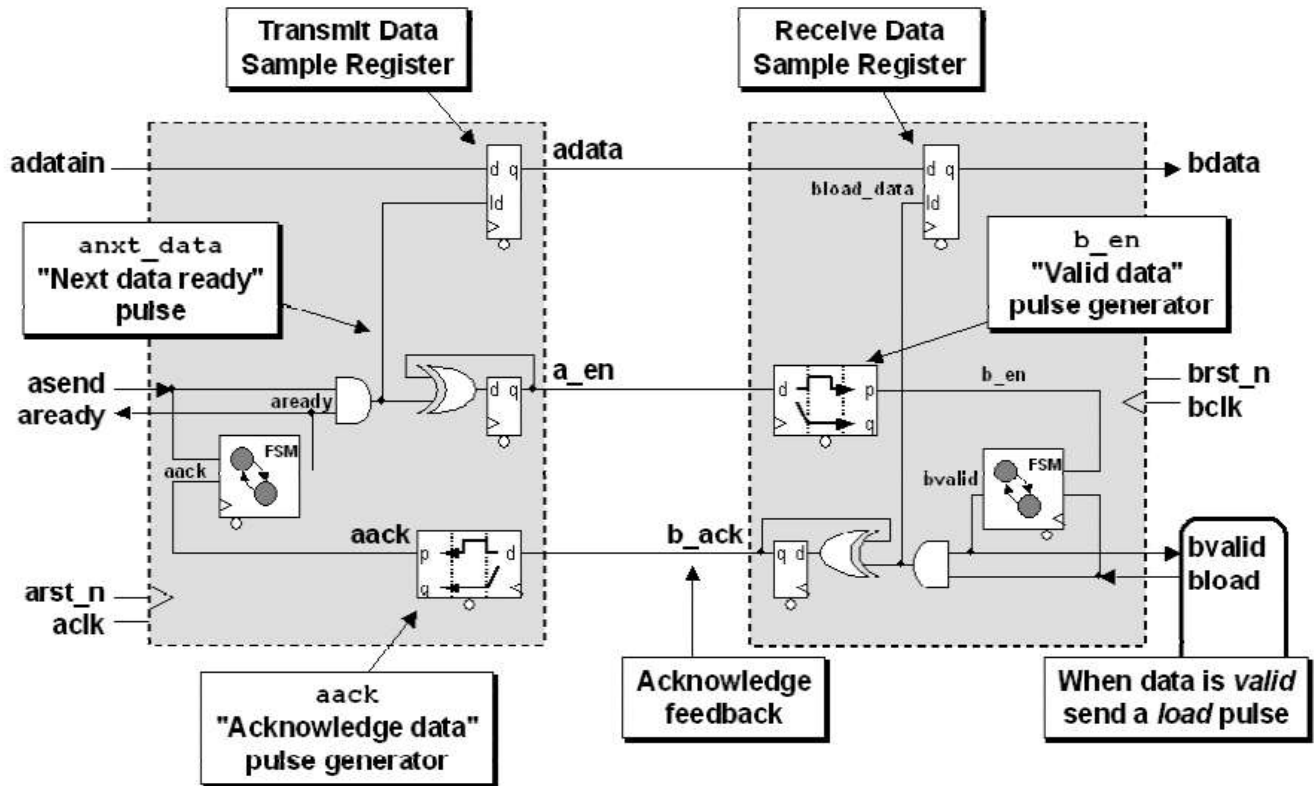 Transmit Data
Sample Register
Receive Data
Sample Register
adatain
d q
ld
adata
bload_data
d q
ld
bdata
anxt_data
"Next data ready"
pulse
b_en
"Valid data"
pulse generator
asend
aready
aready
d q
a_en
d
p
q
b_en
brst_n
bclk
FSM
aack
bvalid
FSM
aack
p
d
q
b_ack
q d
bvalid
bload
arst_n
aclk
aack
"Acknowledge data"
pulse generator
Acknowledge
feedback
When data is valid
send a load pulse